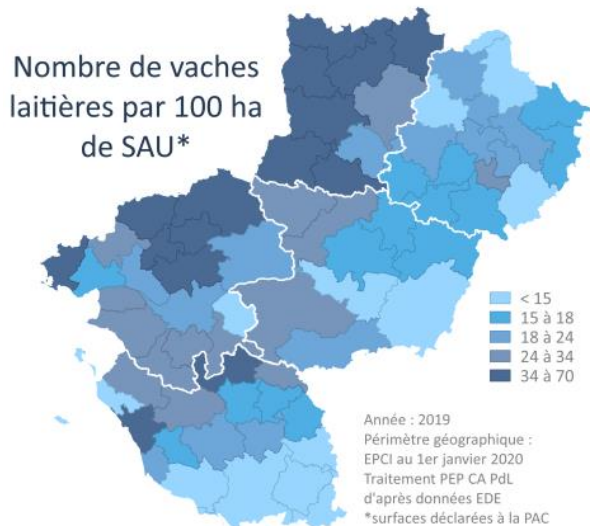 Nombre de vaches
laitières par 100 ha
de SAU*
< 15
15 à 18
18 à 24
24 à 34
34 à 70
Année : 2019
Périmètre géographique :
EPCI au 1er janvier 2020
Traitement PEP CA PdL
d'après données EDE
*surfaces déclarées à la PAC